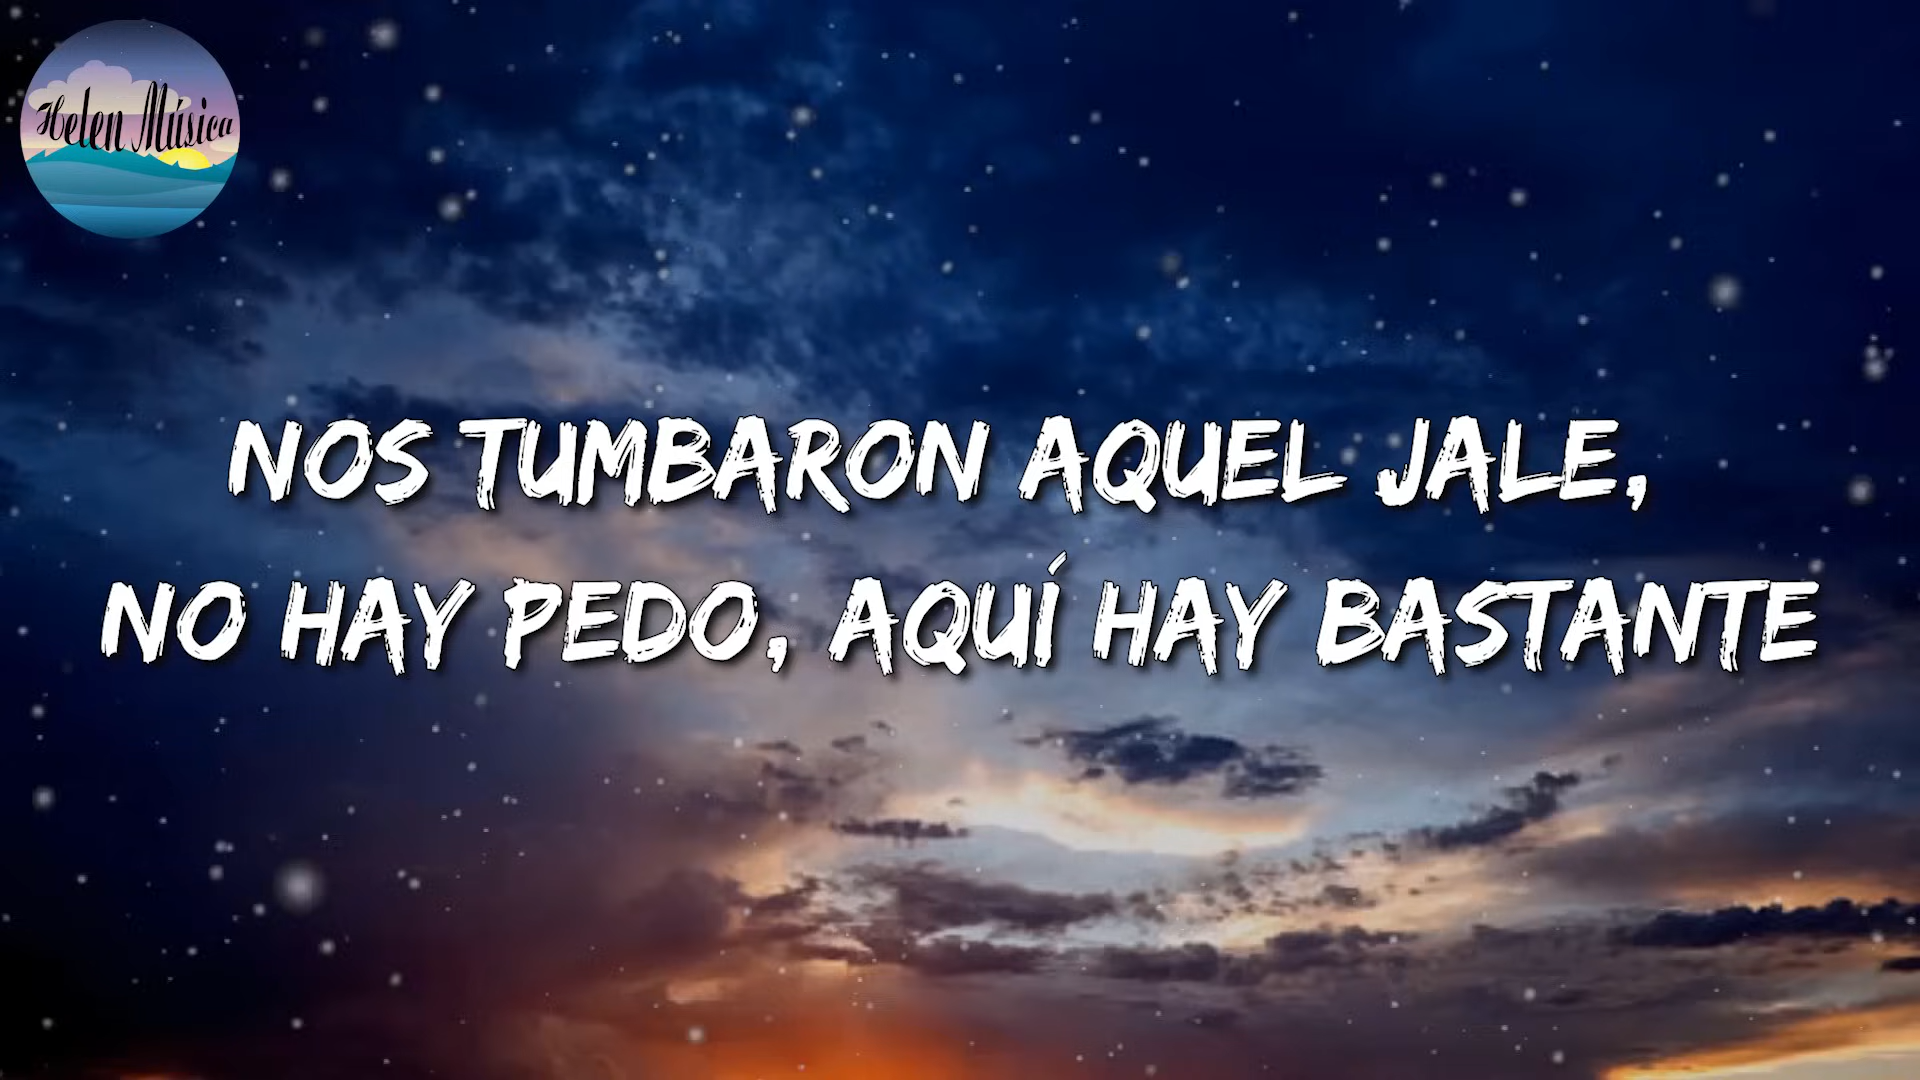 Helen Música
NOS TUMBARON AQUEL JALE,
NO HAY PEDO, AQUÍ HAY BASTANTE